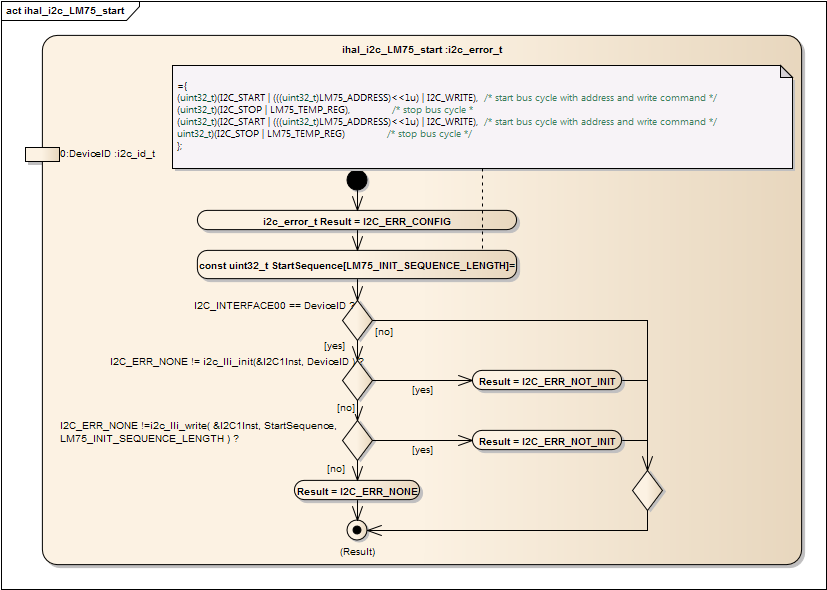 act ihal_i2c_LM75_start
ihal_i2c_LM75_start :i2c_error_t
={
(uint32_t)(I2C_START | (((uint32_t)LM75_ADDRESS)<<1u) | I2C_WRITE), /* start bus cycle with address and write command */
(uint32_t)(I2C_STOP | LM75_TEMP_REG), /* stop bus cycle *
(uint32_t)(I2C_START | (((uint32_t)LM75_ADDRESS)<<1u) | I2C_WRITE), /* start bus cycle with address and write command */
uint32_t)(I2C_STOP | LM75_TEMP_REG) /* stop bus cycle */
};
0:DeviceID :i2c_id_t
i2c_error_t Result = I2C_ERR_CONFIG
const uint32_t StartSequence[LM75_INIT_SEQUENCE_LENGTH]=
I2C_INTERFACE00 == DeviceID ?
[no]
[yes]
I2C_ERR_NONE != i2c_lli_init(&I2C1Inst, DeviceID ) ?
Result = I2C_ERR_NOT_INIT
[yes]
[no]
I2C_ERR_NONE !=i2c_lli_write( &I2C1Inst, StartSequence,
LM75_INIT_SEQUENCE_LENGTH ) ?
Result = I2C_ERR_NOT_INIT
[yes]
[no]
Result = I2C_ERR_NONE
(Result)